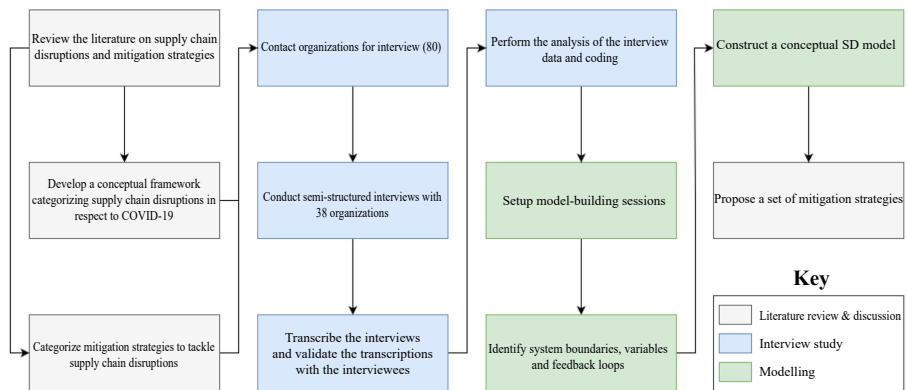 Review the literature on supply chain
disruptions and mitigation strategies
Develop a conceptual framework
categorizing supply chain disruptions in
respect to COVID-19
Categorize mitigation strategies to tackle
supply chain disruptions
Contact organizations for interview (80)
Conduct semi-structured interviews with
38 organizations
Transcribe the interviews
and validate the transcriptions
with the interviewees
Perform the analysis of the interview
data and coding
Setup model-building sessions
Identify system boundaries, variables
and feedback loops
Construct a conceptual SD model
Propose a set of mitigation strategies
Key
Literature review & discussion
Interview study
Modelling